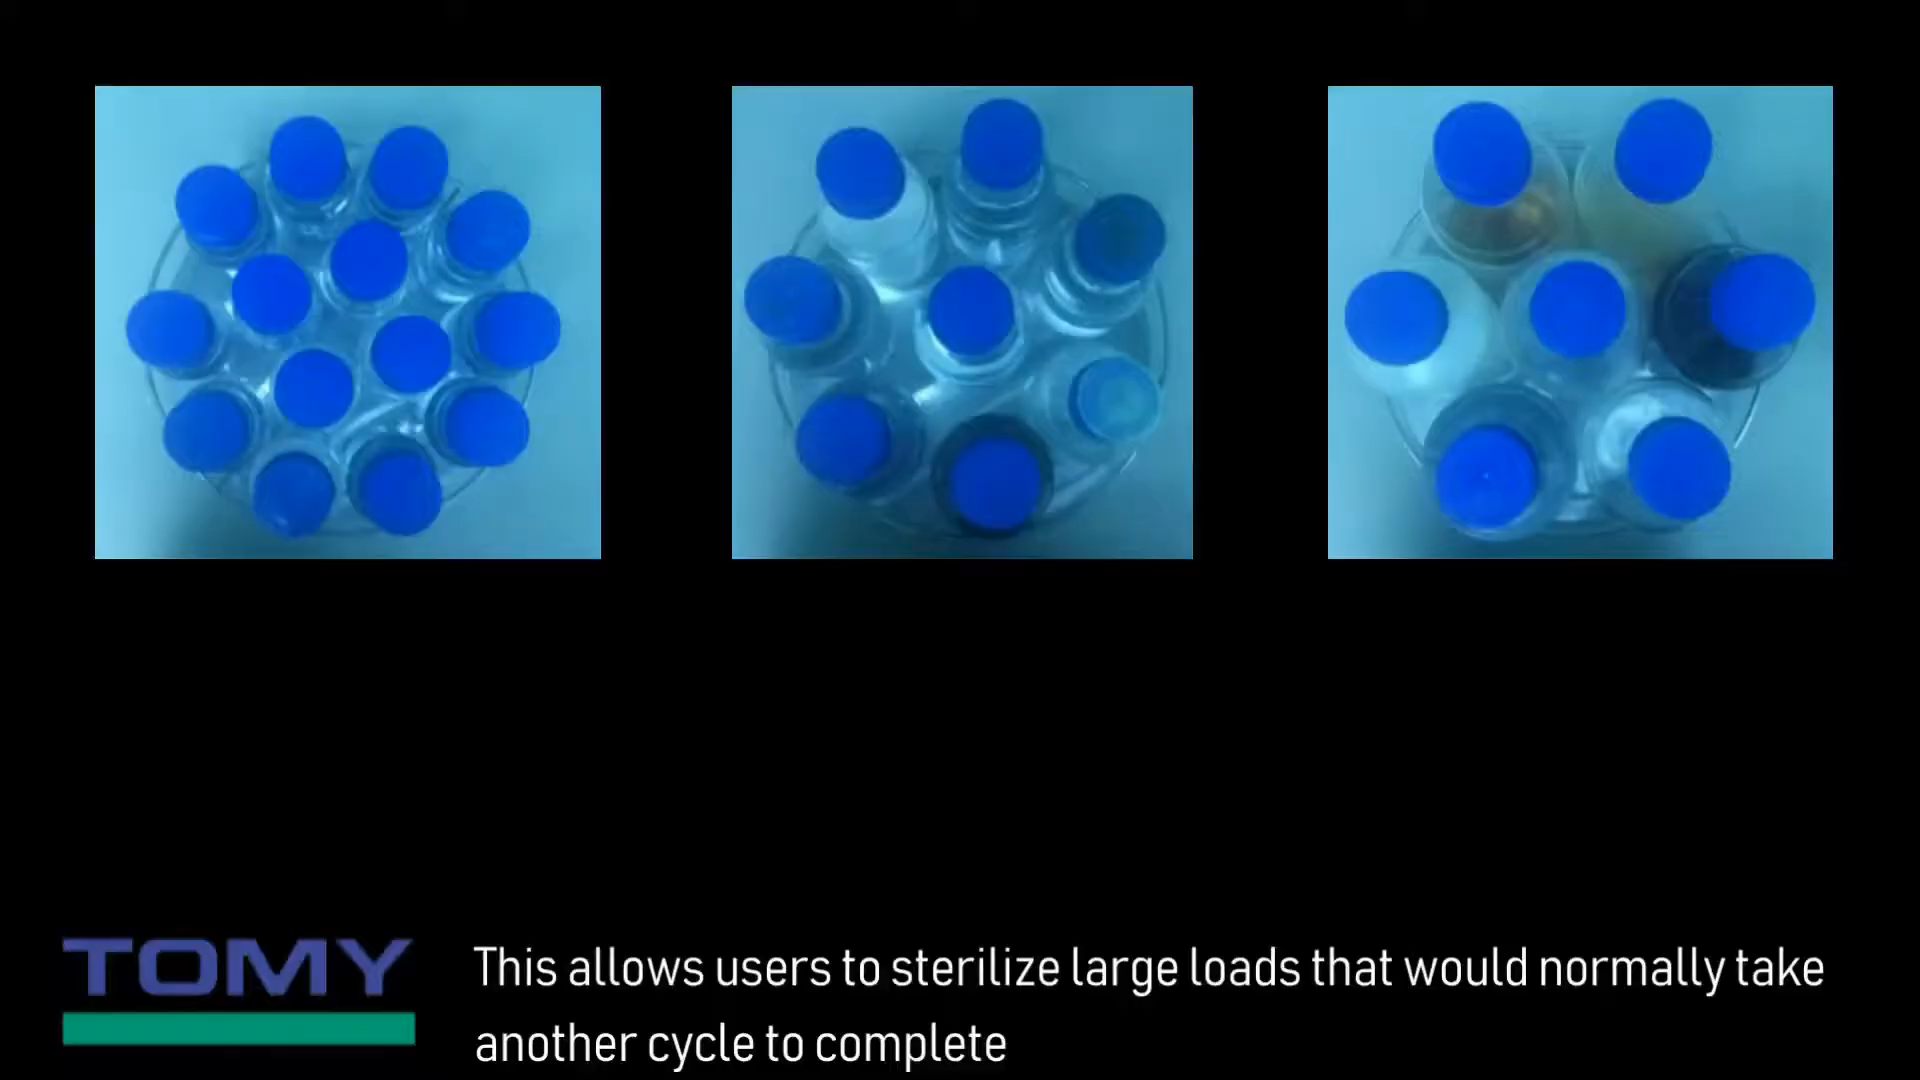 TOMY
This allows users to sterilize large loads that would normally take
another cycle to complete